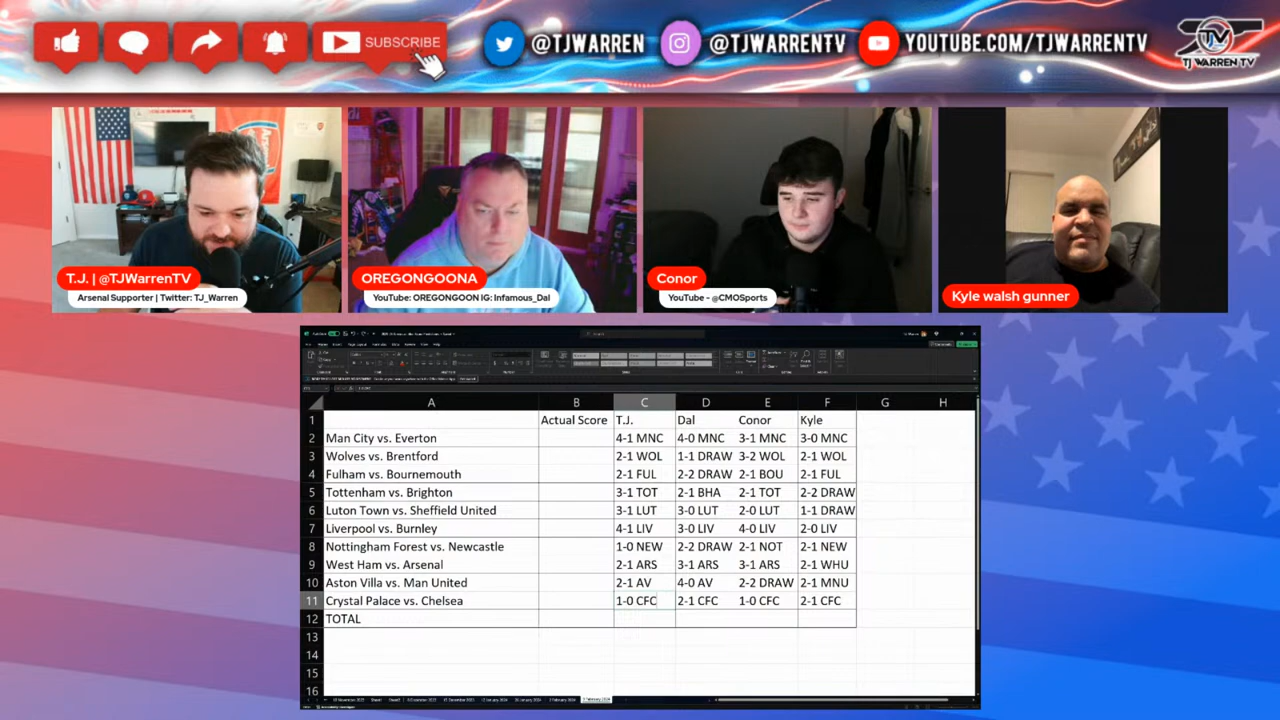 SUBSCRIBE
@TJWARREN
@TJWARRENTV
YOUTUBE.COM/TJWARRENTV
TV
TJ WARREN TV
T.J. | @TJWarrenTV
Arsenal Supporter | Twitter: TJ_Warren
OREGONGOONA
YouTube: OREGONGOON IG: Infamous_Dal
Conor
YouTube - @CMOSports
Kyle walsh gunner
A B C D E F G H
1 Actual Score T.J. Dal Conor Kyle
2 Man City vs. Everton 4-1 MNC 4-0 MNC 3-1 MNC 3-0 MNC
3 Wolves vs. Brentford 2-1 WOL 1-1 DRAW 3-2 WOL 2-1 WOL
4 Fulham vs. Bournemouth 2-1 FUL 2-2 DRAW 2-1 BOU 2-1 FUL
5 Tottenham vs. Brighton 3-1 TOT 2-1 BHA 2-1 TOT 2-2 DRAW
6 Luton Town vs. Sheffield United 3-1 LUT 3-0 LUT 2-0 LUT 1-1 DRAW
7 Liverpool vs. Burnley 4-1 LIV 3-0 LIV 4-0 LIV 2-0 LIV
8 Nottingham Forest vs. Newcastle 1-0 NEW 2-2 DRAW 2-1 NOT 2-1 NEW
9 West Ham vs. Arsenal 2-1 ARS 3-1 ARS 3-1 ARS 2-1 WHU
10 Aston Villa vs. Man United 2-1 AV 4-0 AV 2-2 DRAW 2-1 MNU
11 Crystal Palace vs. Chelsea 1-0 CFC 2-1 CFC 1-0 CFC 2-1 CFC
12 TOTAL
13
14
15
16